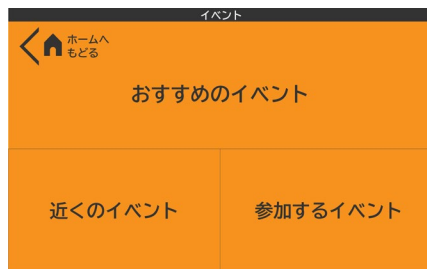 イベント
ホームへ
もどる
おすすめのイベント
近くのイベント
参加するイベント